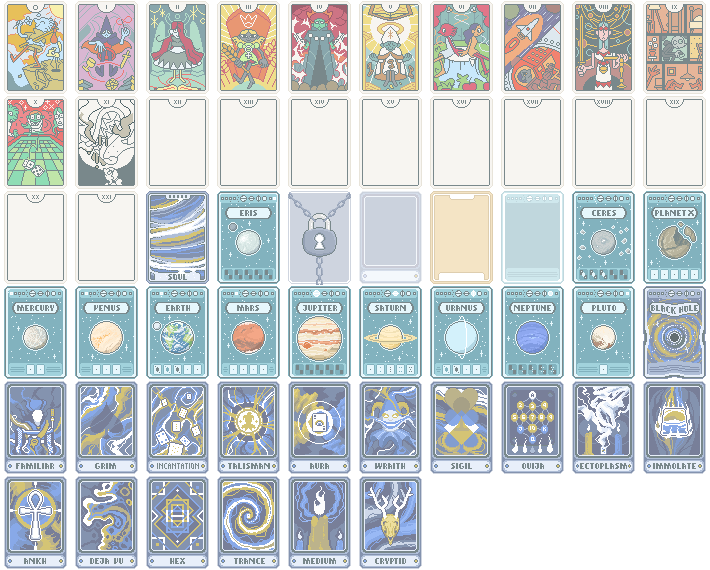 0 I II III IV V VI VII VIII IX
X XI XII XIII XIV XV XVI XVII XVIII XIX
XX XXI SOUL ERIS CERES PLANET X
MERCURY VENUS EARTH MARS JUPITER SATURN URANUS NEPTUNE PLUTO BLACK HOLE
FAMILIAR GRIM INCANTATION TALISMAN AURA WRAITH SIGIL OUIJA ECTOPLASM IMMOLATE
ANKH DEJA VU HEX TRANCE MEDIUM CRYPTID